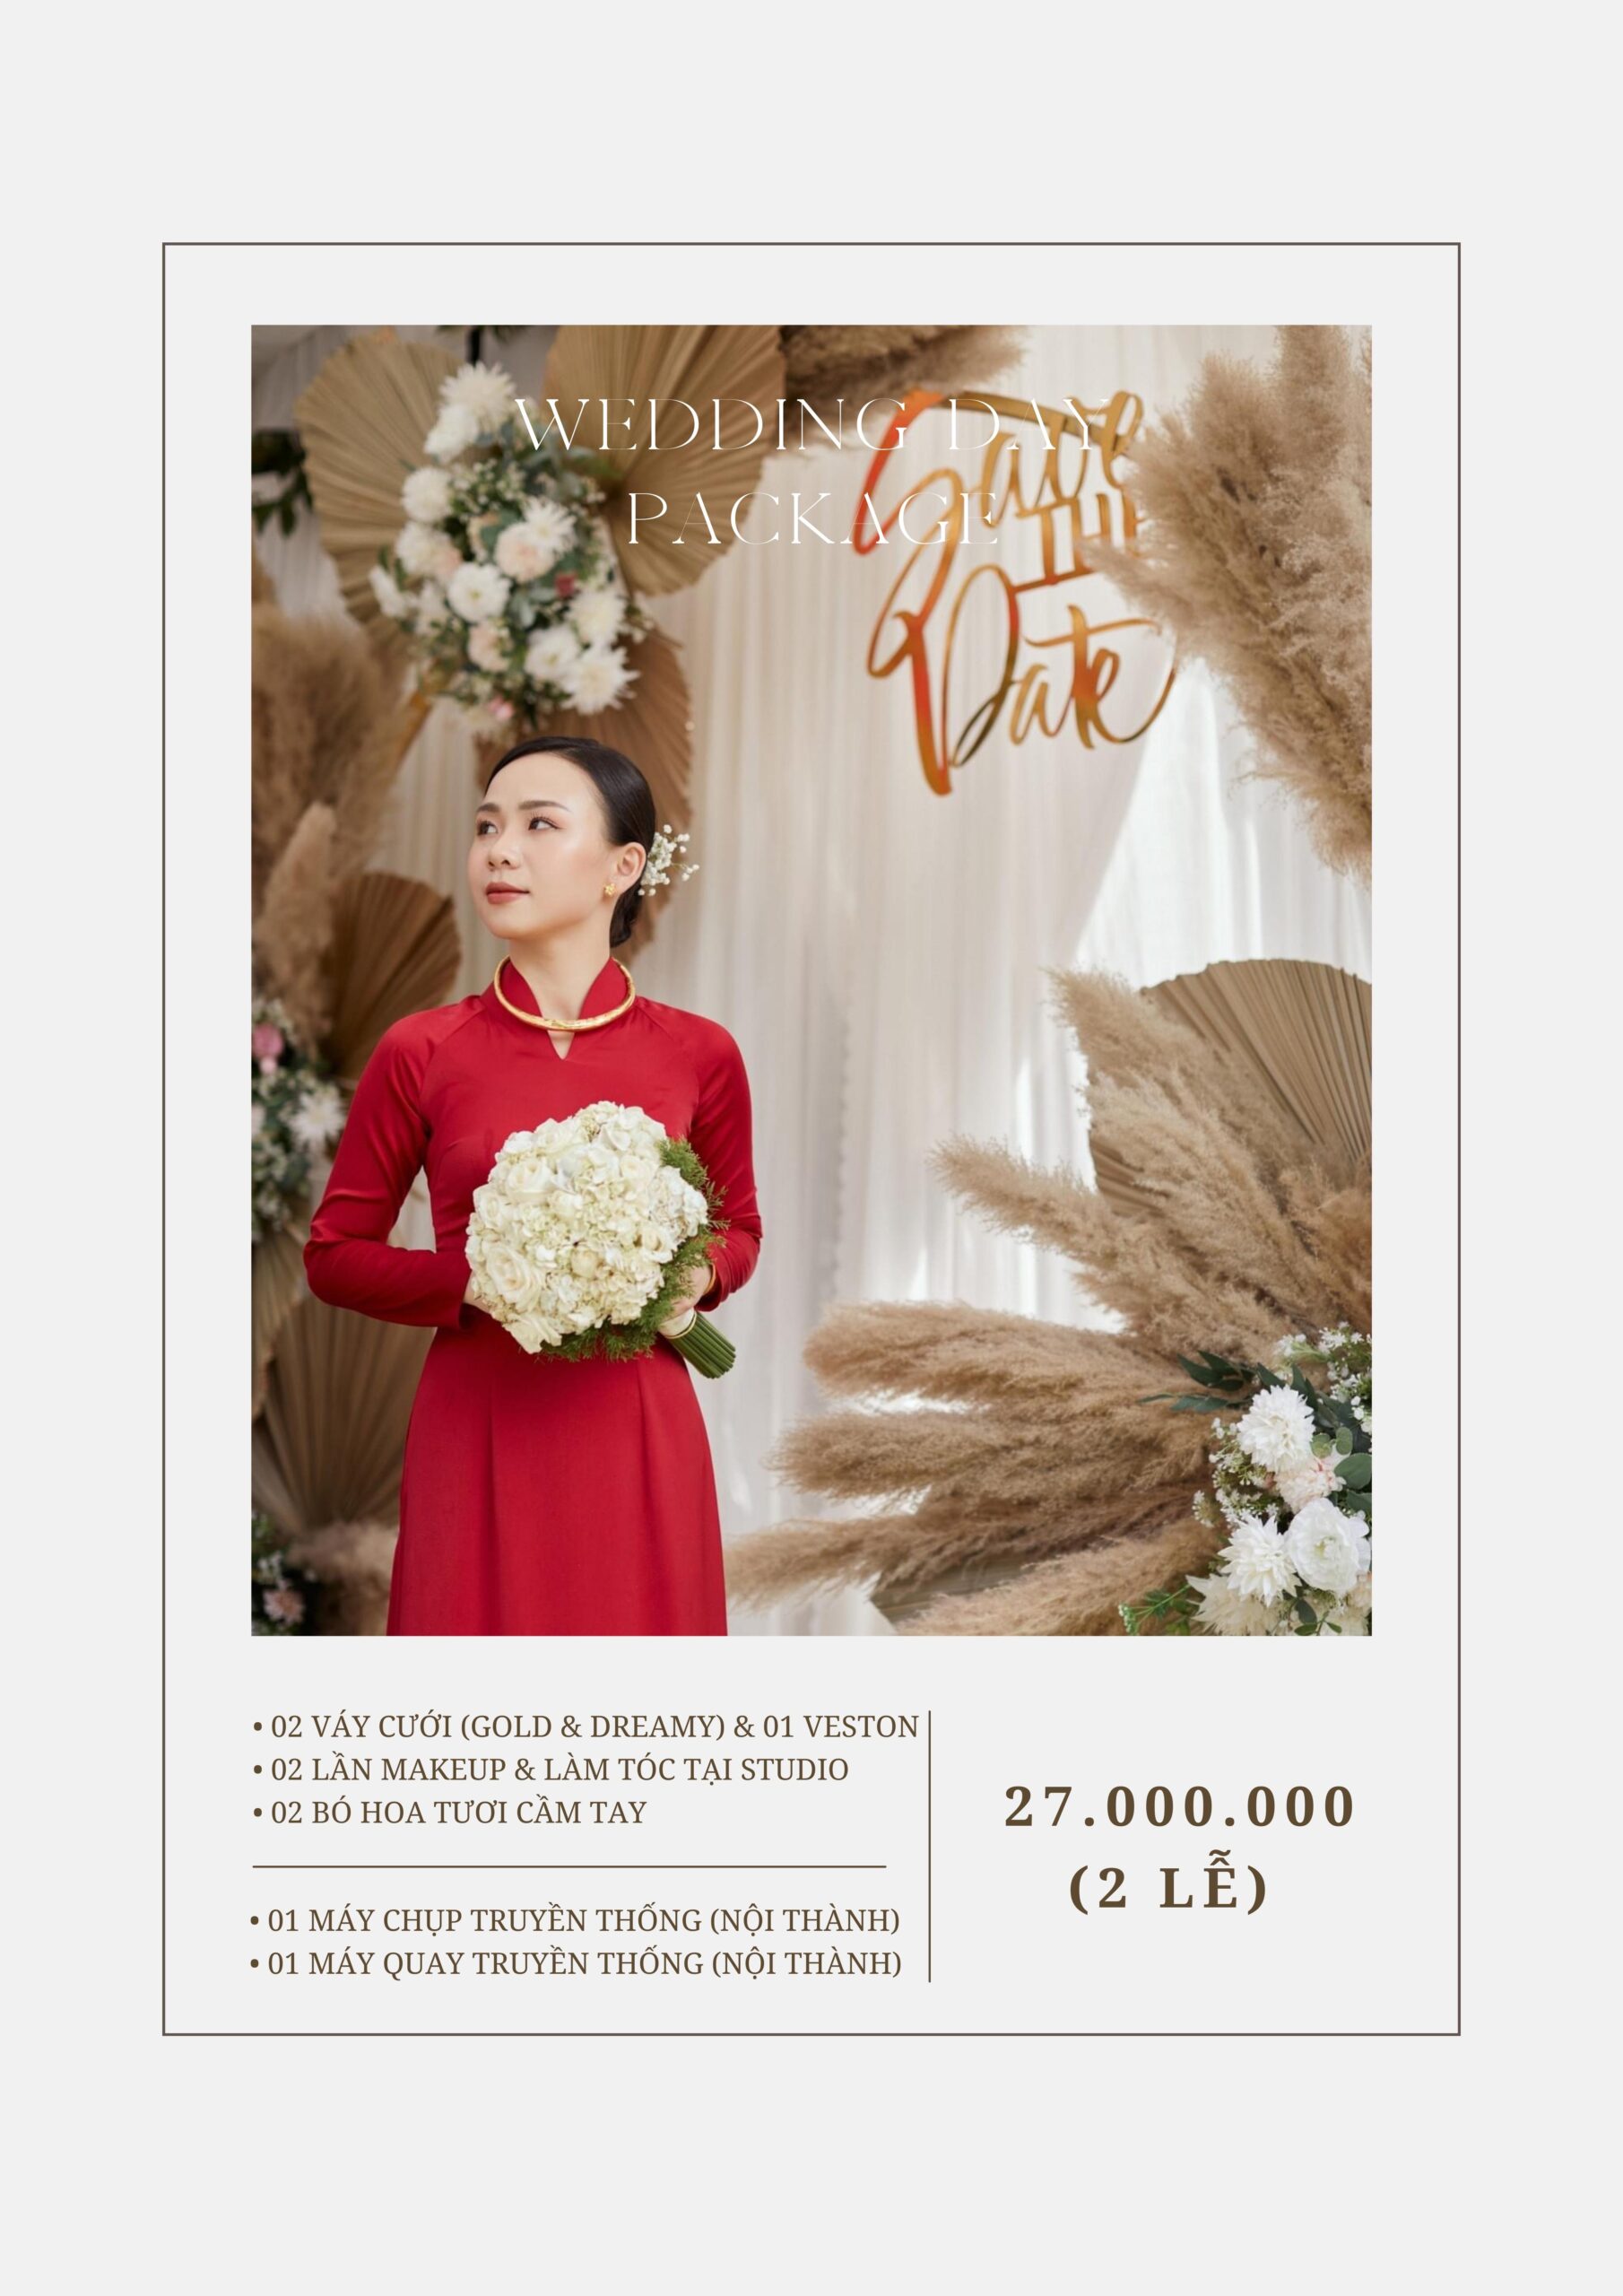 WEDDING DAY
PACKAGE
Save
THE
Date
• 02 VÁY CƯỚI (GOLD & DREAMY) & 01 VESTON
• 02 LẦN MAKEUP & LÀM TÓC TẠI STUDIO
• 02 BÓ HOA TƯƠI CẦM TAY
• 01 MÁY CHỤP TRUYỀN THỐNG (NỘI THÀNH)
• 01 MÁY QUAY TRUYỀN THỐNG (NỘI THÀNH)
27.000.000
(2 LỄ)